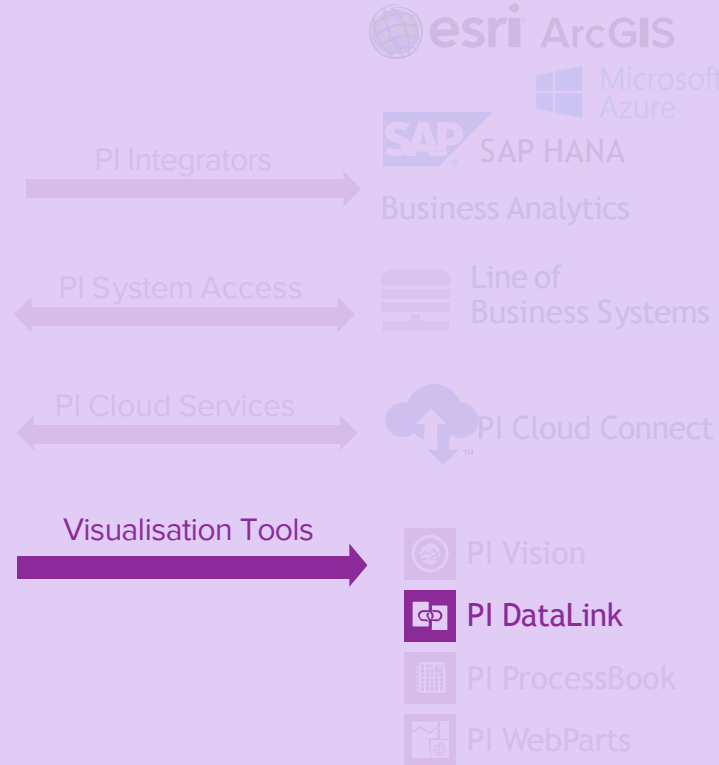 esri ArcGIS
Microsoft
Azure
SAP SAP HANA
PI Integrators
Business Analytics
PI System Access
Line of
Business Systems
PI Cloud Services
PI Cloud Connect
TM
Visualisation Tools
PI Vision
PI DataLink
PI ProcessBook
PI WebParts